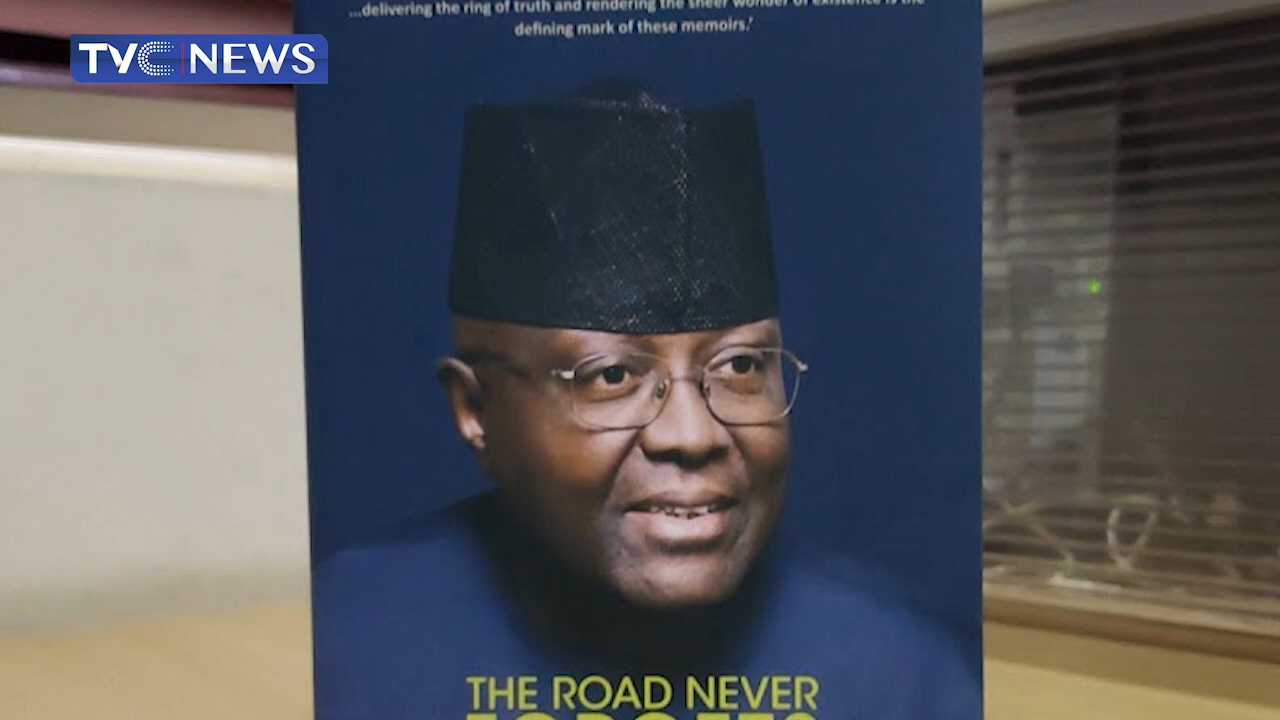 TVC NEWS
...delivering the ring of truth and rendering the sheer wonder of existence is the
defining mark of these memoirs.'
THE ROAD NEVER
FORGETS